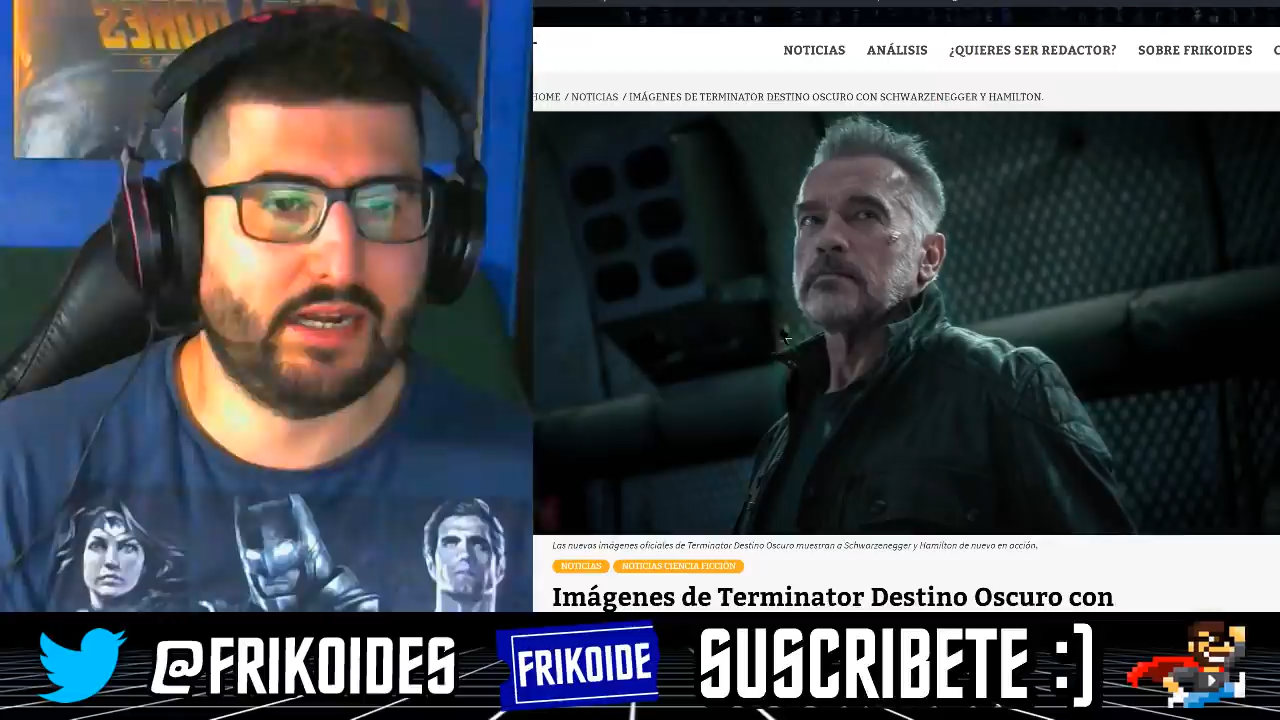 NOTICIAS ANÁLISIS ¿QUIERES SER REDACTOR? SOBRE FRIKOIDES
HOME / NOTICIAS / IMÁGENES DE TERMINATOR DESTINO OSCURO CON SCHWARZENEGGER Y HAMILTON.
Las nuevas imágenes oficiales de Terminator Destino Oscuro muestran a Schwarzenegger y Hamilton de nuevo en acción.
NOTICIAS NOTICIAS CIENCIA FICCIÓN
Imágenes de Terminator Destino Oscuro con
@FRIKOIDES FRIKOIDE SUSCRIBETE :)